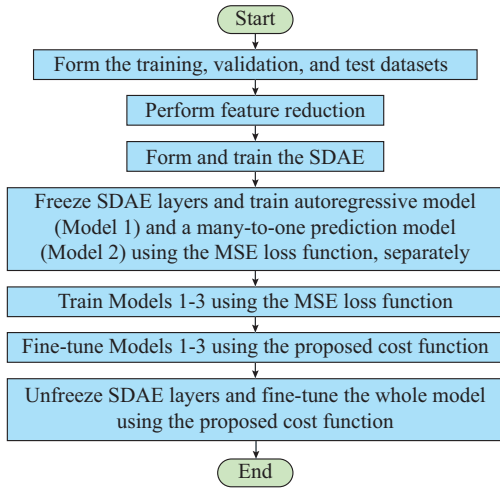 Start
Form the training, validation, and test datasets
Perform feature reduction
Form and train the SDAE
Freeze SDAE layers and train autoregressive model
(Model 1) and a many-to-one prediction model
(Model 2) using the MSE loss function, separately
Train Models 1-3 using the MSE loss function
Fine-tune Models 1-3 using the proposed cost function
Unfreeze SDAE layers and fine-tune the whole model
using the proposed cost function
End